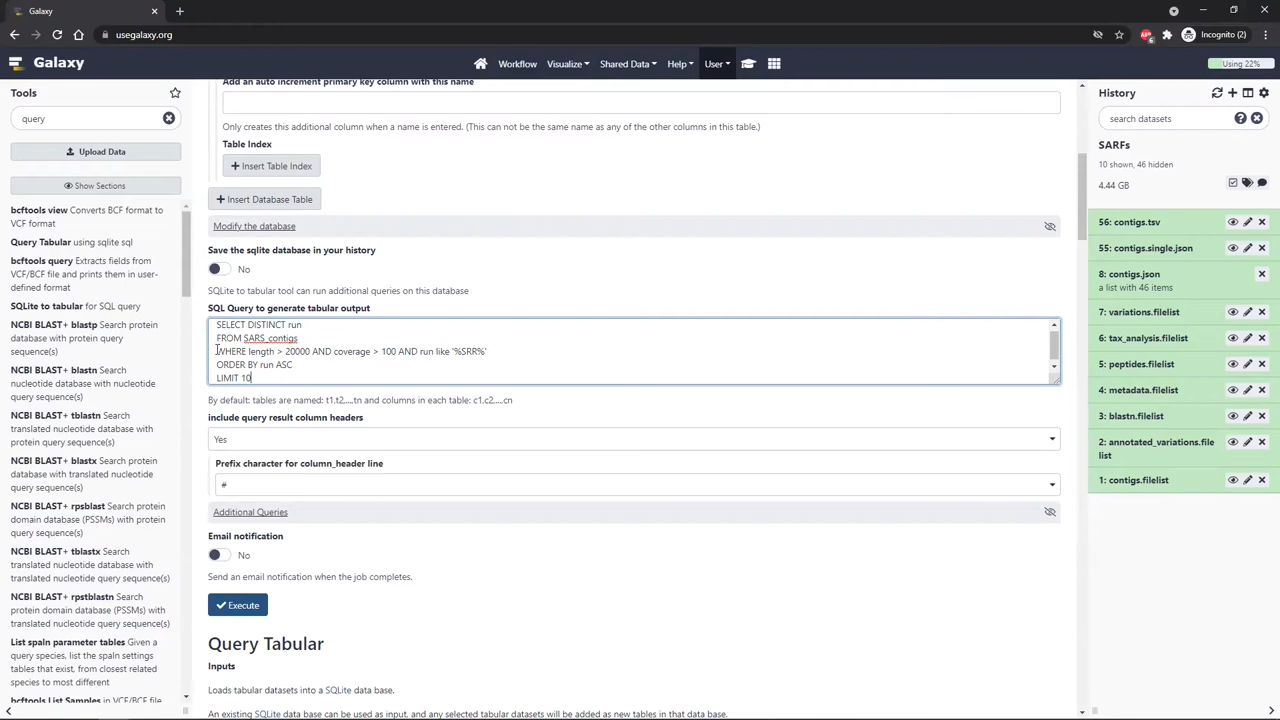 Galaxy
usegalaxy.org
Incognito (2)
Galaxy
Workflow
Visualize
Shared Data
Help
User
Using 22%
Tools
query
Upload Data
Show Sections
bcftools view Converts BCF format to
VCF format
Query Tabular using sqlite sql
bcftools query Extracts fields from
VCF/BCF file and prints them in user-
defined format
SQLite to tabular for SQL query
NCBI BLAST+ blastp Search protein
database with protein query
sequence(s)
NCBI BLAST+ blastn Search
nucleotide database with nucleotide
query sequence(s)
NCBI BLAST+ tblastn Search
translated nucleotide database with
protein query sequence(s)
NCBI BLAST+ blastx Search protein
database with translated nucleotide
query sequence(s)
NCBI BLAST+ rpsblast Search protein
domain database (PSSMs) with protein
query sequence(s)
NCBI BLAST+ tblastx Search
translated nucleotide database with
translated nucleotide query sequence(s)
NCBI BLAST+ rpstblastn Search
protein domain database (PSSMs) with
translated nucleotide query sequence(s)
List spaln parameter tables Given a
query species, list the spaln settings
tables that exist, from closest related
species to most different
bcftools List Samples in VCF/BCF file
Add an auto increment primary key column with this name
Only creates this additional column when a name is entered. (This can not be the same name as any of the other columns in this table.)
Table Index
Insert Table Index
Insert Database Table
Modify the database
Save the sqlite database in your history
No
SQLite to tabular tool can run additional queries on this database
SQL Query to generate tabular output
SELECT DISTINCT run
FROM SARS_contigs
WHERE length > 20000 AND coverage > 100 AND run like '%SRR%'
ORDER BY run ASC
LIMIT 10
By default: tables are named: t1,t2,...,tn and columns in each table: c1,c2,...,cn
include query result column headers
Yes
Prefix character for column_header line
#
Additional Queries
Email notification
No
Send an email notification when the job completes.
Execute
Query Tabular
Inputs
Loads tabular datasets into a SQLite data base.
An existing SQLite data base can be used as input, and any selected tabular datasets will be added as new tables in that data base.
History
search datasets
SARFs
10 shown, 46 hidden
4.44 GB
56: contigs.tsv
55: contigs.single.json
8: contigs.json
a list with 46 items
7: variations.filelist
6: tax_analysis.filelist
5: peptides.filelist
4: metadata.filelist
3: blastn.filelist
2: annotated_variations.file
list
1: contigs.filelist